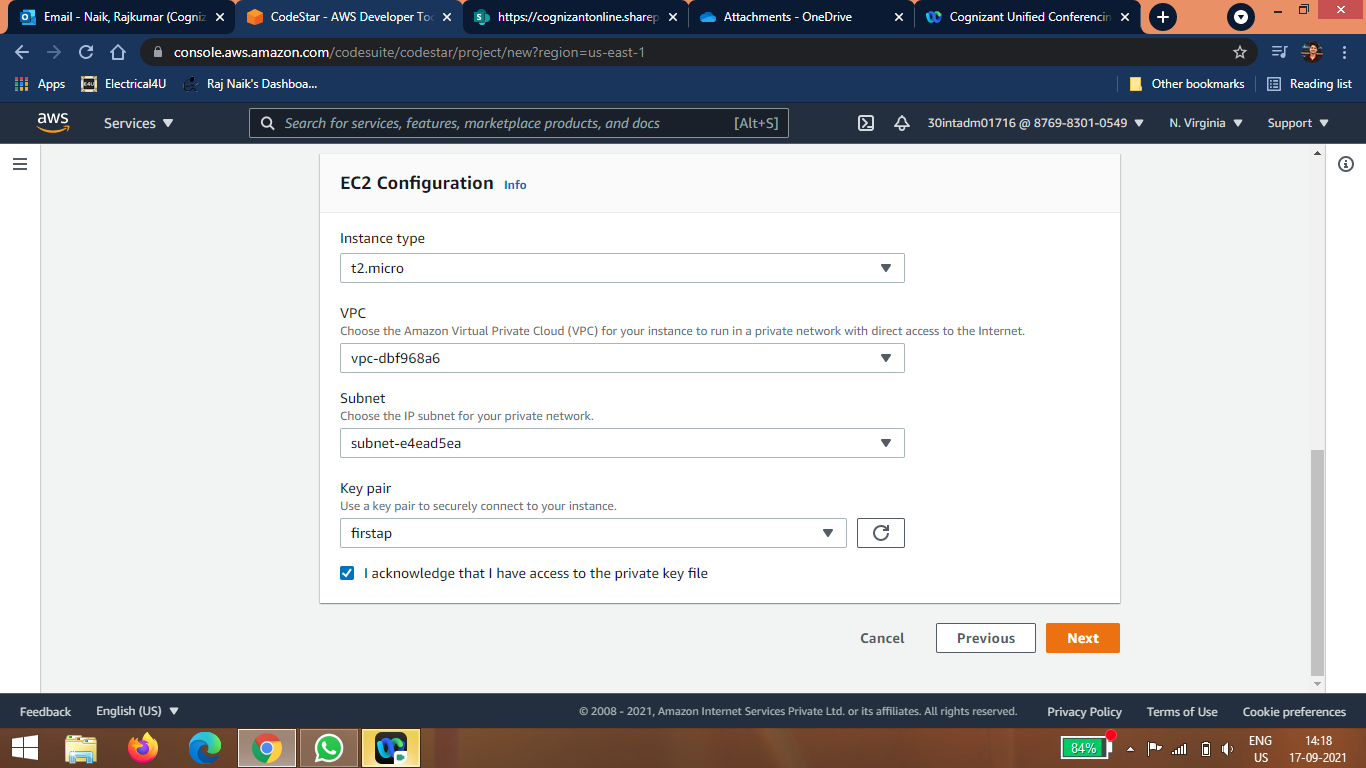 Email - Naik, Rajkumar (Cogniz
CodeStar - AWS Developer Too
https://cognizantonline.sharep
Attachments - OneDrive
Cognizant Unified Conferencin
console.aws.amazon.com/codesuite/codestar/project/new?region=us-east-1
Apps
E4U
Electrical4U
Raj Naik's Dashboa...
Other bookmarks
Reading list
aws
Services
Search for services, features, marketplace products, and docs
[Alt+S]
30intadm01716 @ 8769-8301-0549
N. Virginia
Support
EC2 Configuration Info
Instance type
t2.micro
VPC
Choose the Amazon Virtual Private Cloud (VPC) for your instance to run in a private network with direct access to the Internet.
vpc-dbf968a6
Subnet
Choose the IP subnet for your private network.
subnet-e4ead5ea
Key pair
Use a key pair to securely connect to your instance.
firstap
I acknowledge that I have access to the private key file
Cancel
Previous
Next
Feedback
English (US)
© 2008 - 2021, Amazon Internet Services Private Ltd. or its affiliates. All rights reserved.
Privacy Policy
Terms of Use
Cookie preferences
84%
ENG
US
14:18
17-09-2021